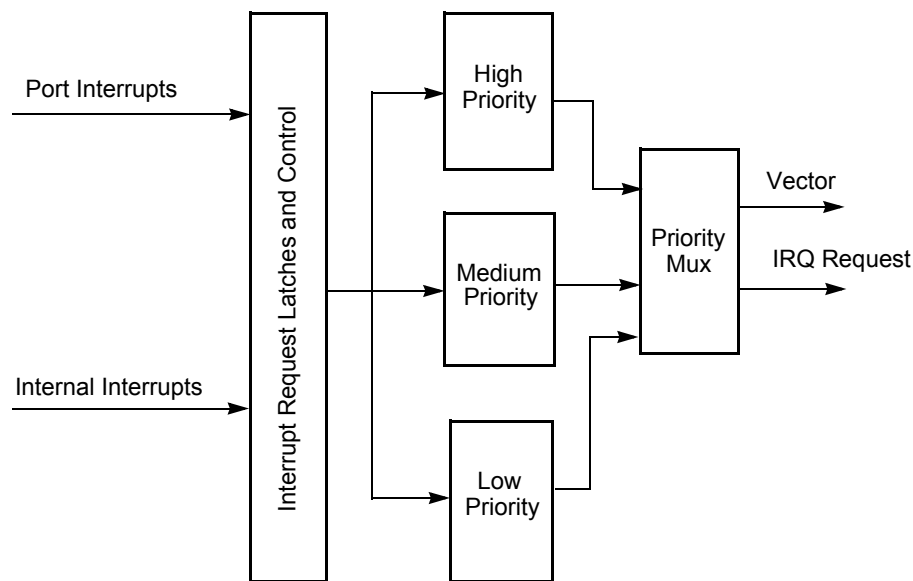 Port Interrupts
Internal Interrupts
Interrupt Request Latches and Control
High
Priority
Medium
Priority
Low
Priority
Priority
Mux
Vector
IRQ Request